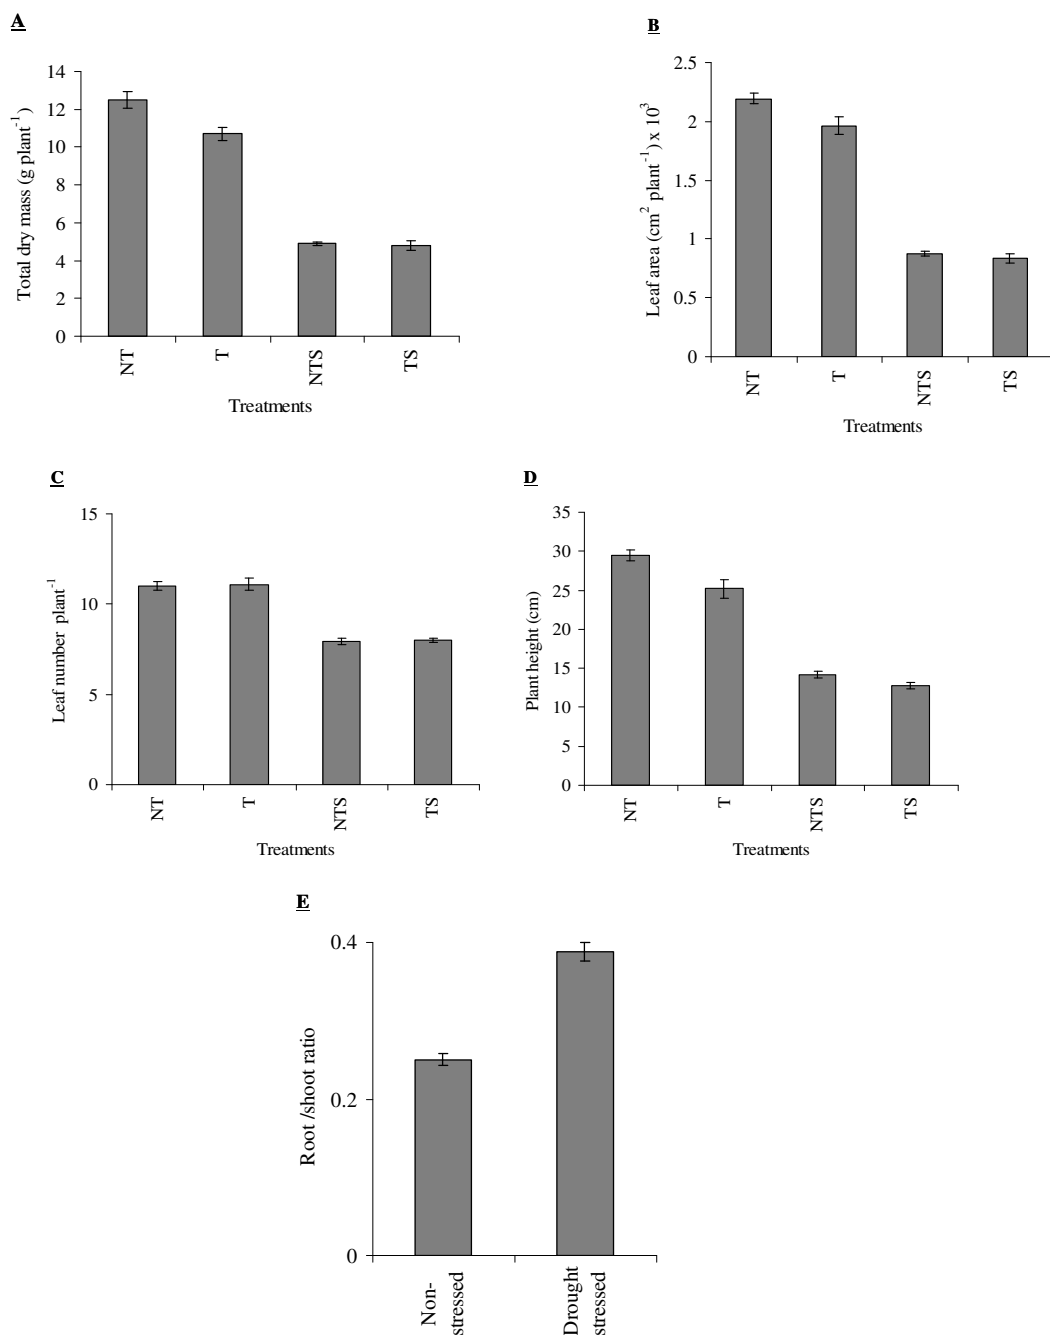 A
Total dry mass (g plant⁻¹)
14
12
10
8
6
4
2
0
NT
T
NTS
TS
Treatments
B
Leaf area (cm² plant⁻¹) x 10³
2.5
2
1.5
1
0.5
0
NT
T
NTS
TS
Treatments
C
Leaf number plant⁻¹
15
10
5
0
NT
T
NTS
TS
Treatments
D
Plant height (cm)
35
30
25
20
15
10
5
0
NT
T
NTS
TS
Treatments
E
Root /shoot ratio
0.4
0.2
0
Non-
stressed
Drought
stressed